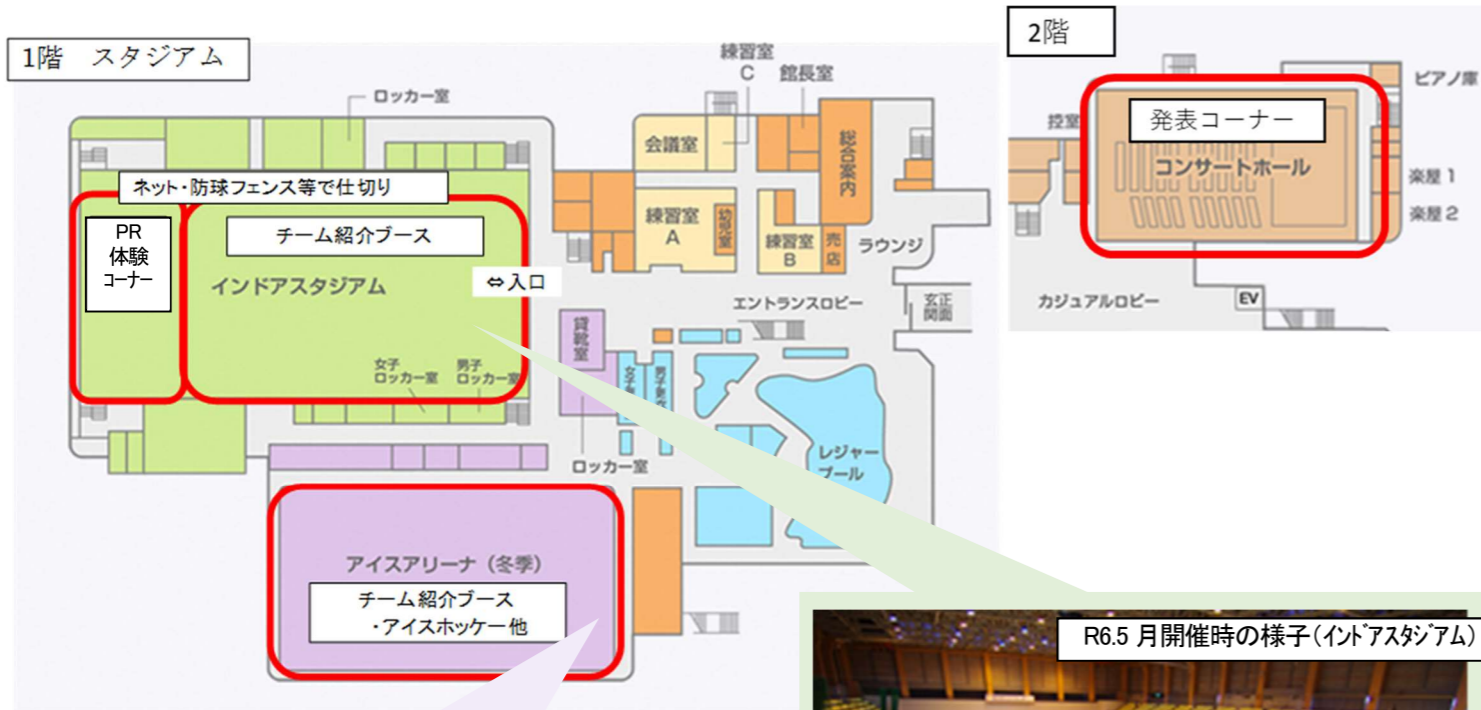 1階 スタジアム
ロッカー室
練習室
C
館長室
会議室
総合案内
ネット・防球フェンス等で仕切り
PR
体験
コーナー
チーム紹介ブース
インドアスタジアム
⇔入口
練習室
A
幼児室
練習室
B
売店
ラウンジ
エントランスロビー
玄正
関面
貸靴室
女子
ロッカー室
男子
ロッカー室
ロッカー室
レジャー
プール
アイスアリーナ（冬季）
チーム紹介ブース
・アイスホッケー他
2階
ピアノ庫
控室
発表コーナー
コンサートホール
楽屋 1
楽屋 2
カジュアルロビー
EV
R6.5 月開催時の様子（インドアスタジアム）